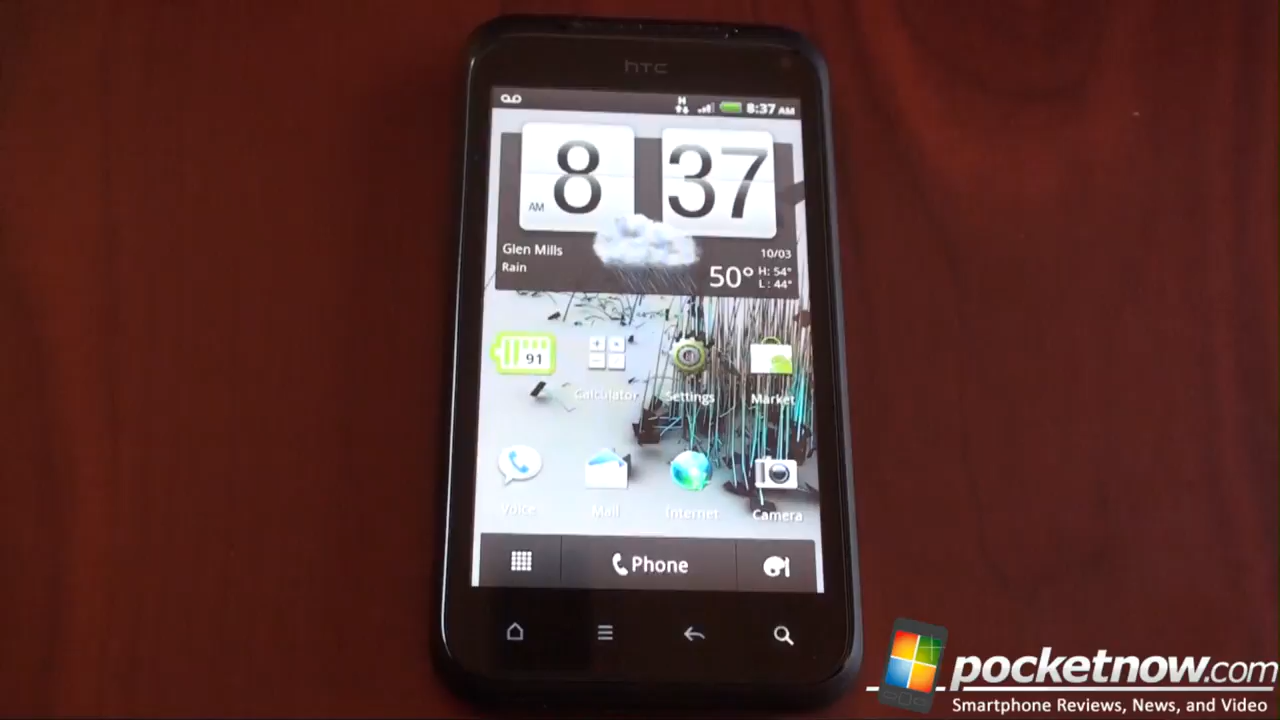 hTC
8:37 AM
8 37
AM
Glen Mills
10/03
Rain
50° H: 54°
L: 44°
91
Calculator Settings Market
Voice Mail Internet Camera
Phone
pocketnow.com
Smartphone Reviews, News, and Video